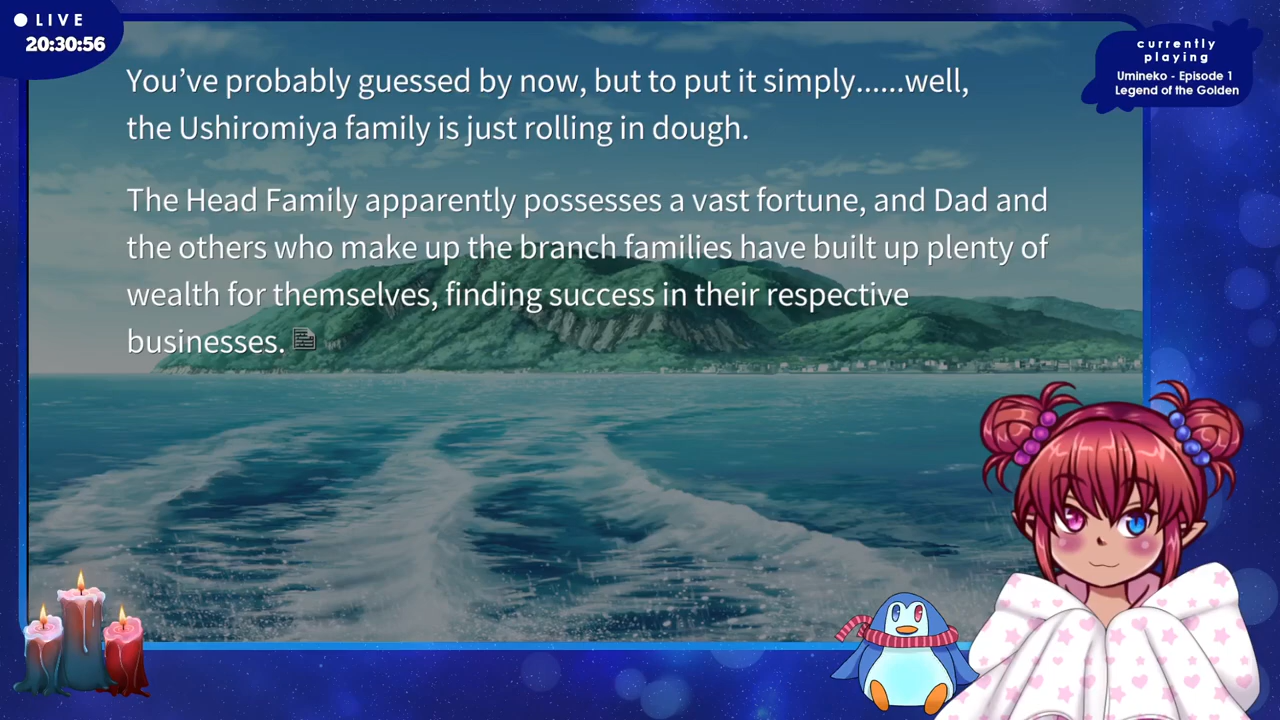 LIVE
20:30:56
currently
playing
Umineko - Episode 1
Legend of the Golden
You’ve probably guessed by now, but to put it simply......well,
the Ushiromiya family is just rolling in dough.
The Head Family apparently possesses a vast fortune, and Dad and
the others who make up the branch families have built up plenty of
wealth for themselves, finding success in their respective
businesses.